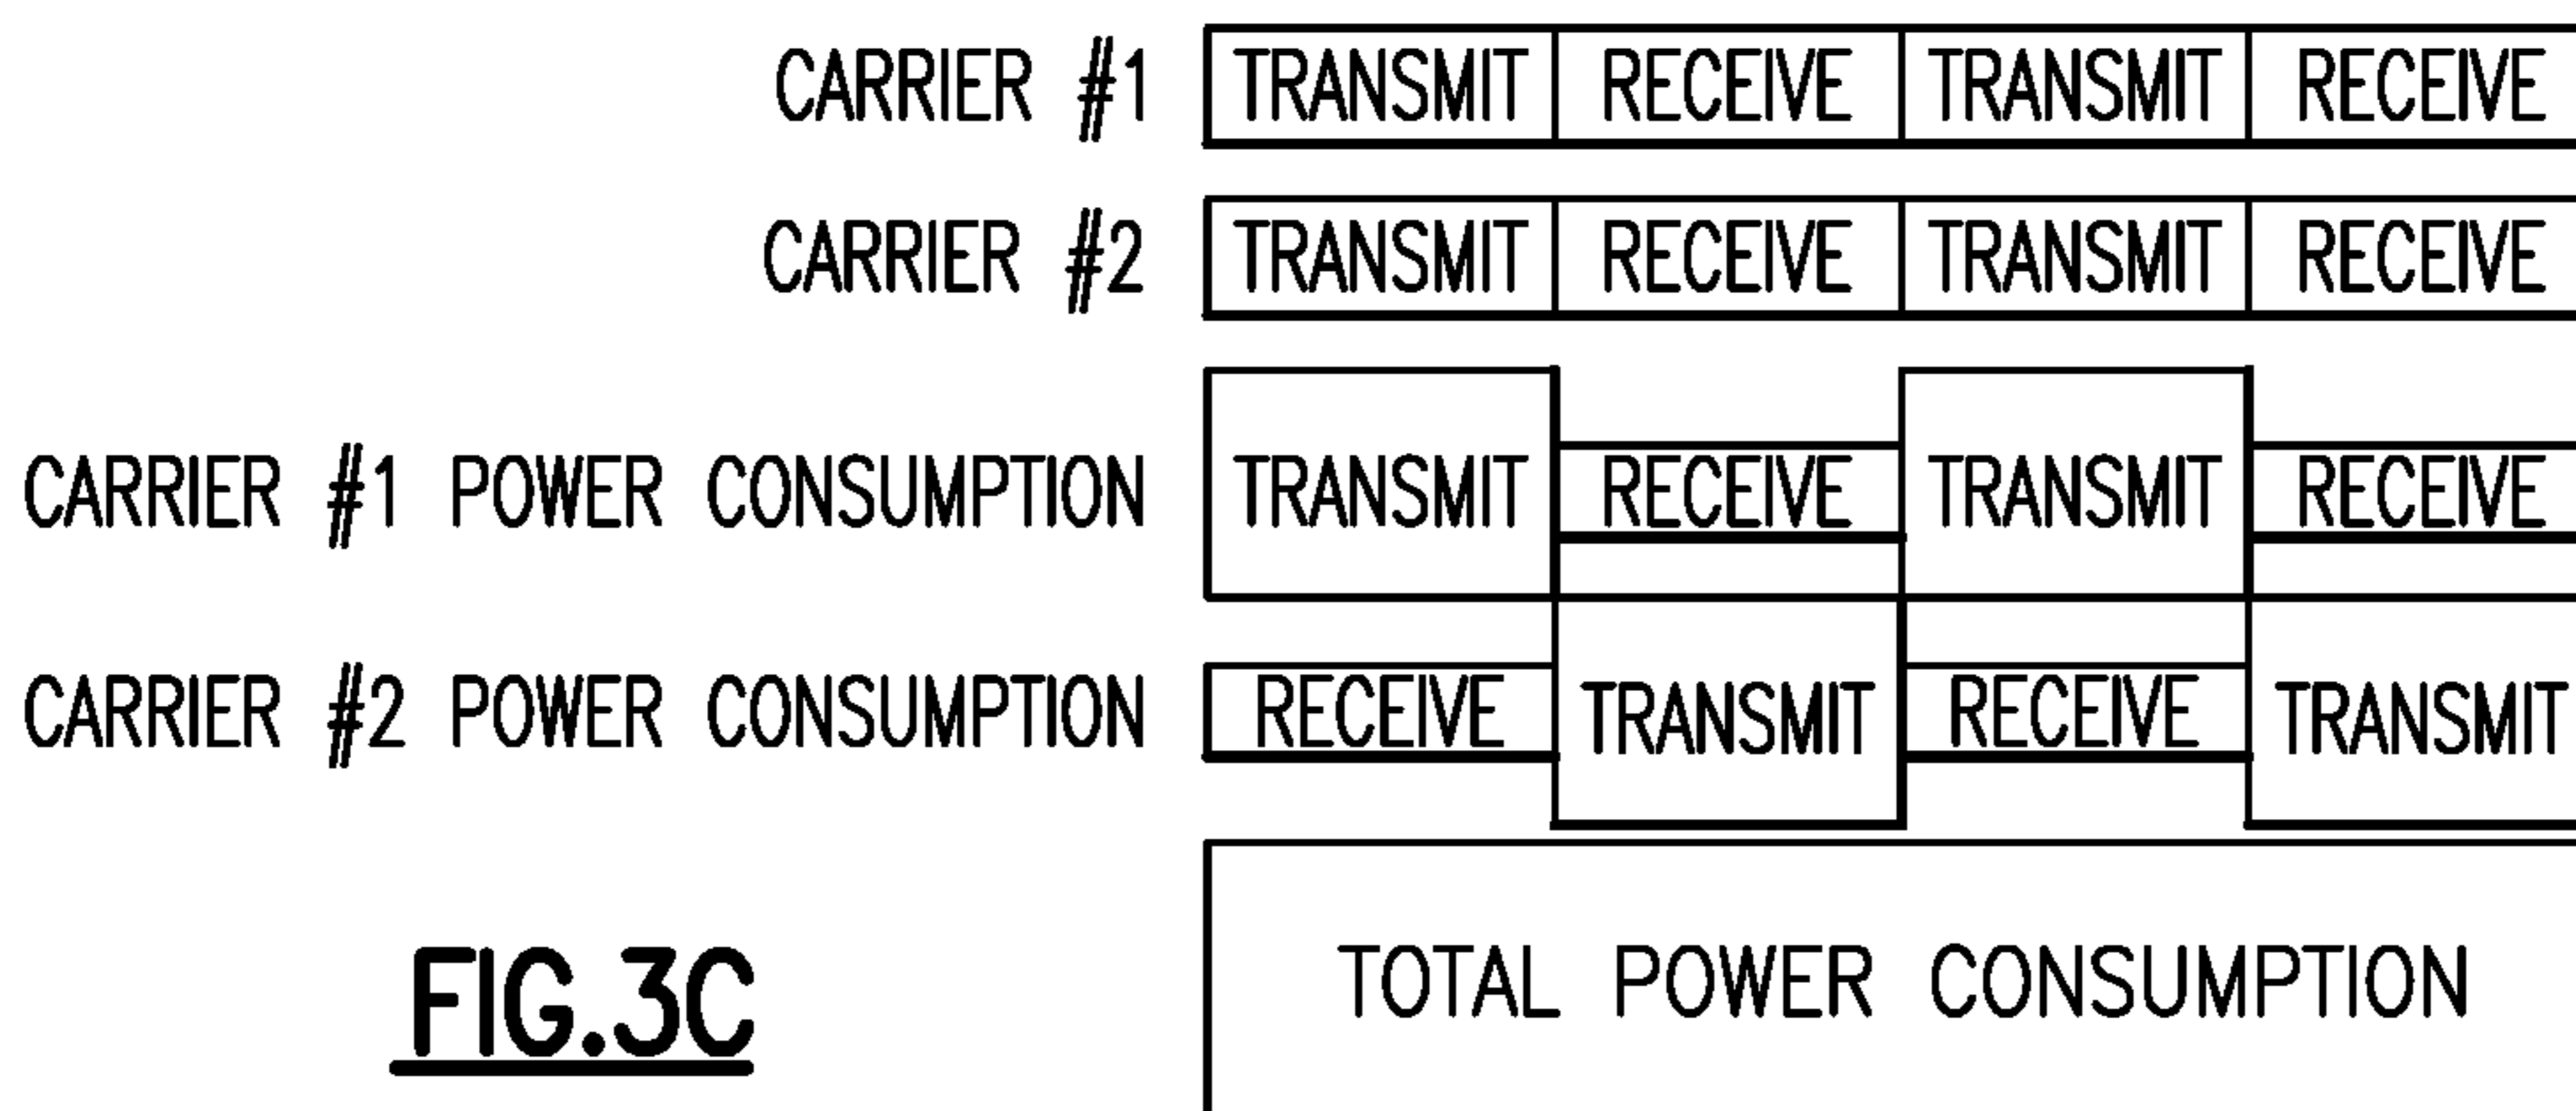 CARRIER #1 TRANSMIT RECEIVE TRANSMIT RECEIVE
CARRIER #2 TRANSMIT RECEIVE TRANSMIT RECEIVE
CARRIER #1 POWER CONSUMPTION TRANSMIT RECEIVE TRANSMIT RECEIVE
CARRIER #2 POWER CONSUMPTION RECEIVE TRANSMIT RECEIVE TRANSMIT
TOTAL POWER CONSUMPTION
FIG.3C